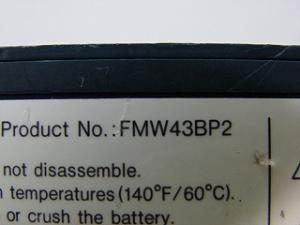 Product No.:FMW43BP2
not disassemble.
temperatures(140°F/60°C)..
or crush the battery.